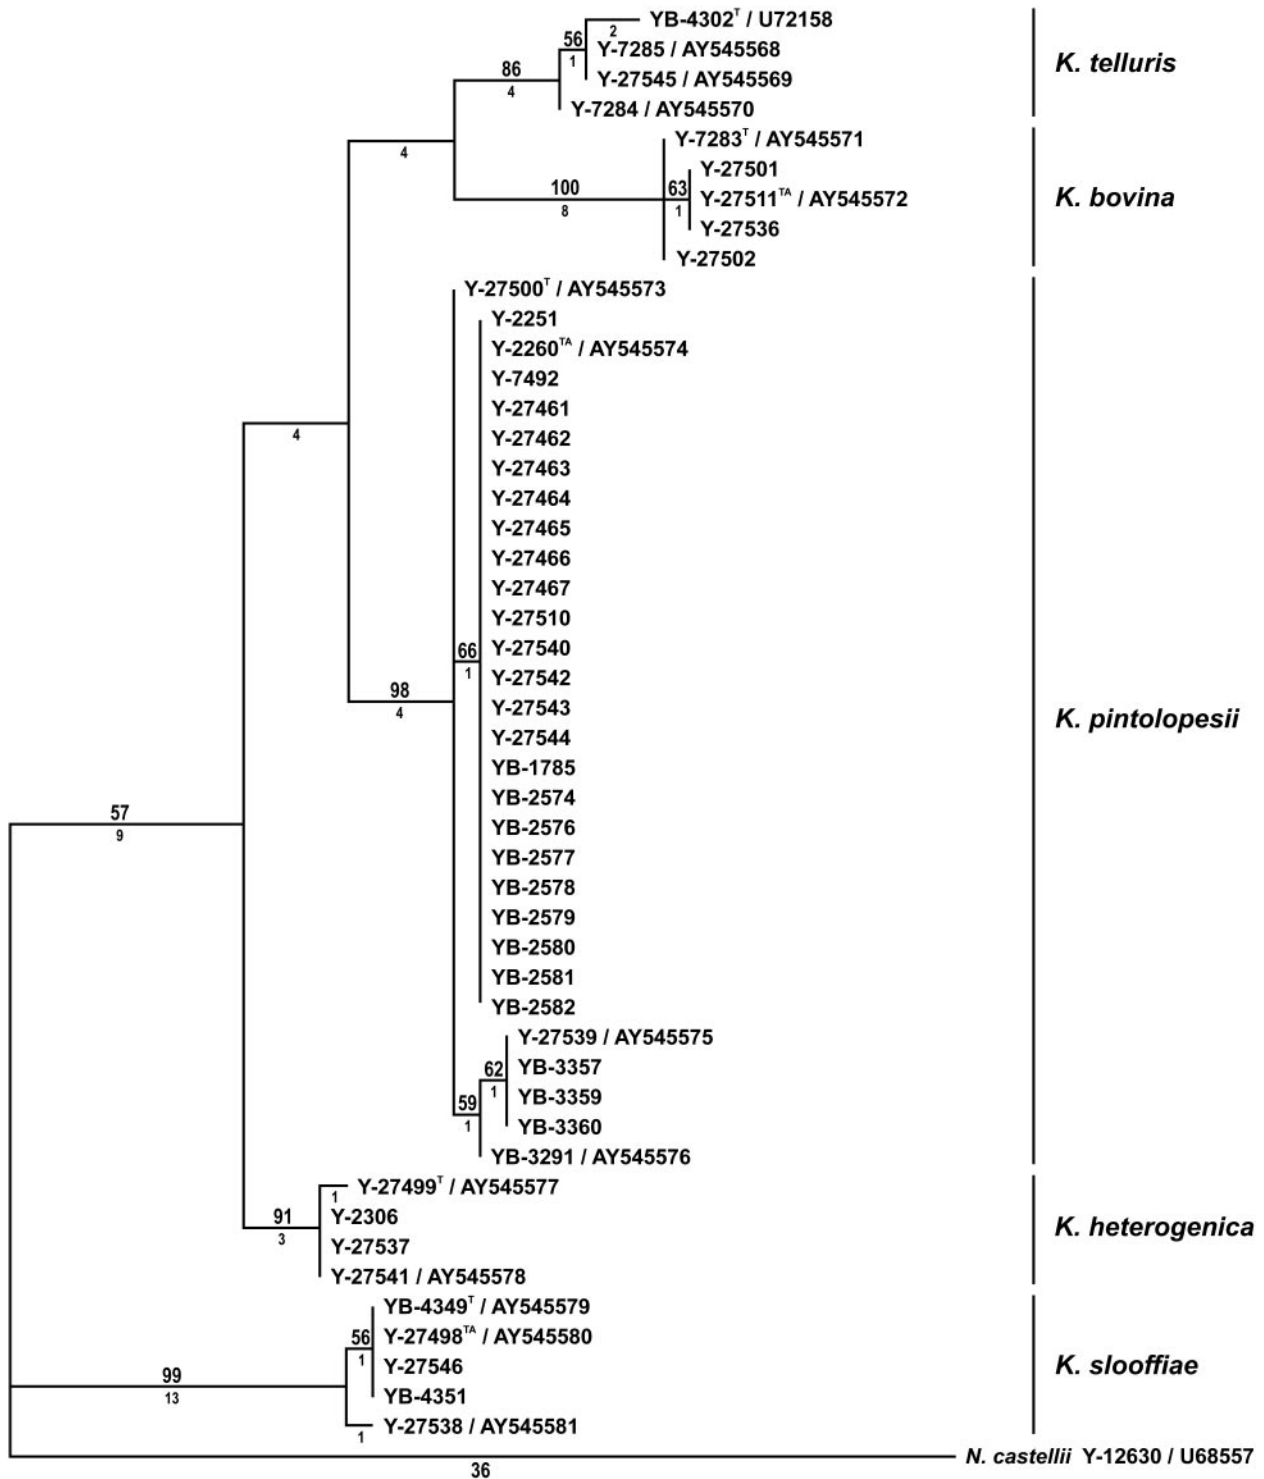 YB-4302ᵀ / U72158
2
56
Y-7285 / AY545568
1
Y-27545 / AY545569
86
4
Y-7284 / AY545570
K. telluris
Y-7283ᵀ / AY545571
4
Y-27501
100
63
Y-27511ᵀᴬ / AY545572
8
1
Y-27536
Y-27502
K. bovina
Y-27500ᵀ / AY545573
Y-2251
Y-2260ᵀᴬ / AY545574
Y-7492
Y-27461
4
Y-27462
Y-27463
Y-27464
Y-27465
Y-27466
Y-27467
Y-27510
Y-27540
66
1
Y-27542
98
4
Y-27543
Y-27544
YB-1785
YB-2574
YB-2576
YB-2577
YB-2578
YB-2579
YB-2580
YB-2581
YB-2582
K. pintolopesii
57
9
Y-27539 / AY545575
62
YB-3357
1
YB-3359
59
1
YB-3360
YB-3291 / AY545576
Y-27499ᵀ / AY545577
1
91
3
Y-2306
Y-27537
Y-27541 / AY545578
K. heterogenica
YB-4349ᵀ / AY545579
56
Y-27498ᵀᴬ / AY545580
1
Y-27546
99
13
YB-4351
Y-27538 / AY545581
1
K. slooffiae
N. castellii Y-12630 / U68557
36